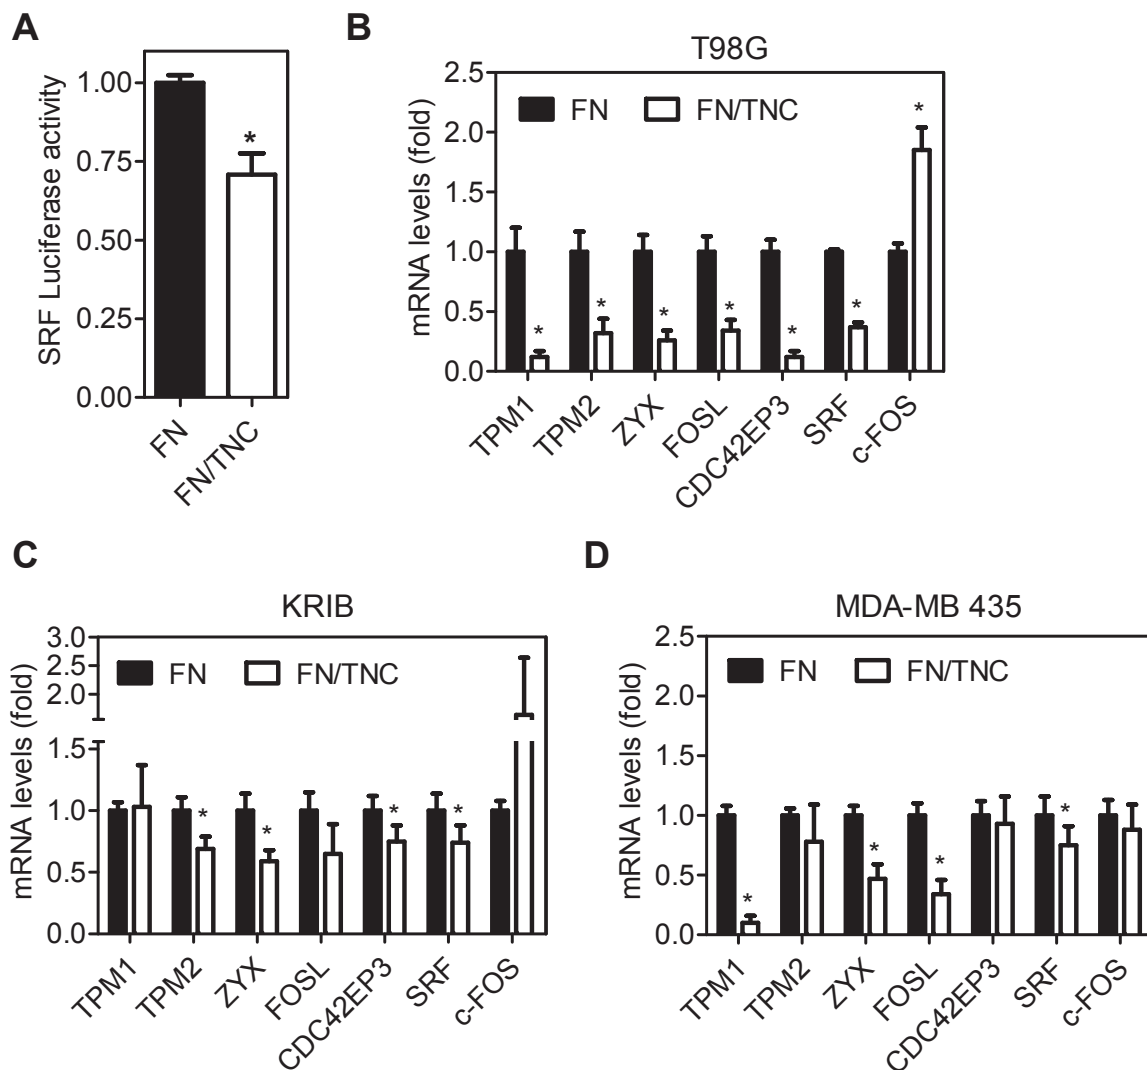 A
SRF Luciferase activity
1.00
0.75
0.50
0.25
0.00
*
FN
FN/TNC
B
T98G
mRNA levels (fold)
2.5
2.0
1.5
1.0
0.5
0.0
FN FN/TNC
* * * * * * *
TPM1
TPM2
ZYX
FOSL
CDC42EP3
SRF
c-FOS
C
KRIB
mRNA levels (fold)
3.0
2.5
2.0
1.5
1.0
0.5
0.0
FN FN/TNC
* * * *
TPM1
TPM2
ZYX
FOSL
CDC42EP3
SRF
c-FOS
D
MDA-MB 435
mRNA levels (fold)
2.5
2.0
1.5
1.0
0.5
0.0
FN FN/TNC
* * * *
TPM1
TPM2
ZYX
FOSL
CDC42EP3
SRF
c-FOS